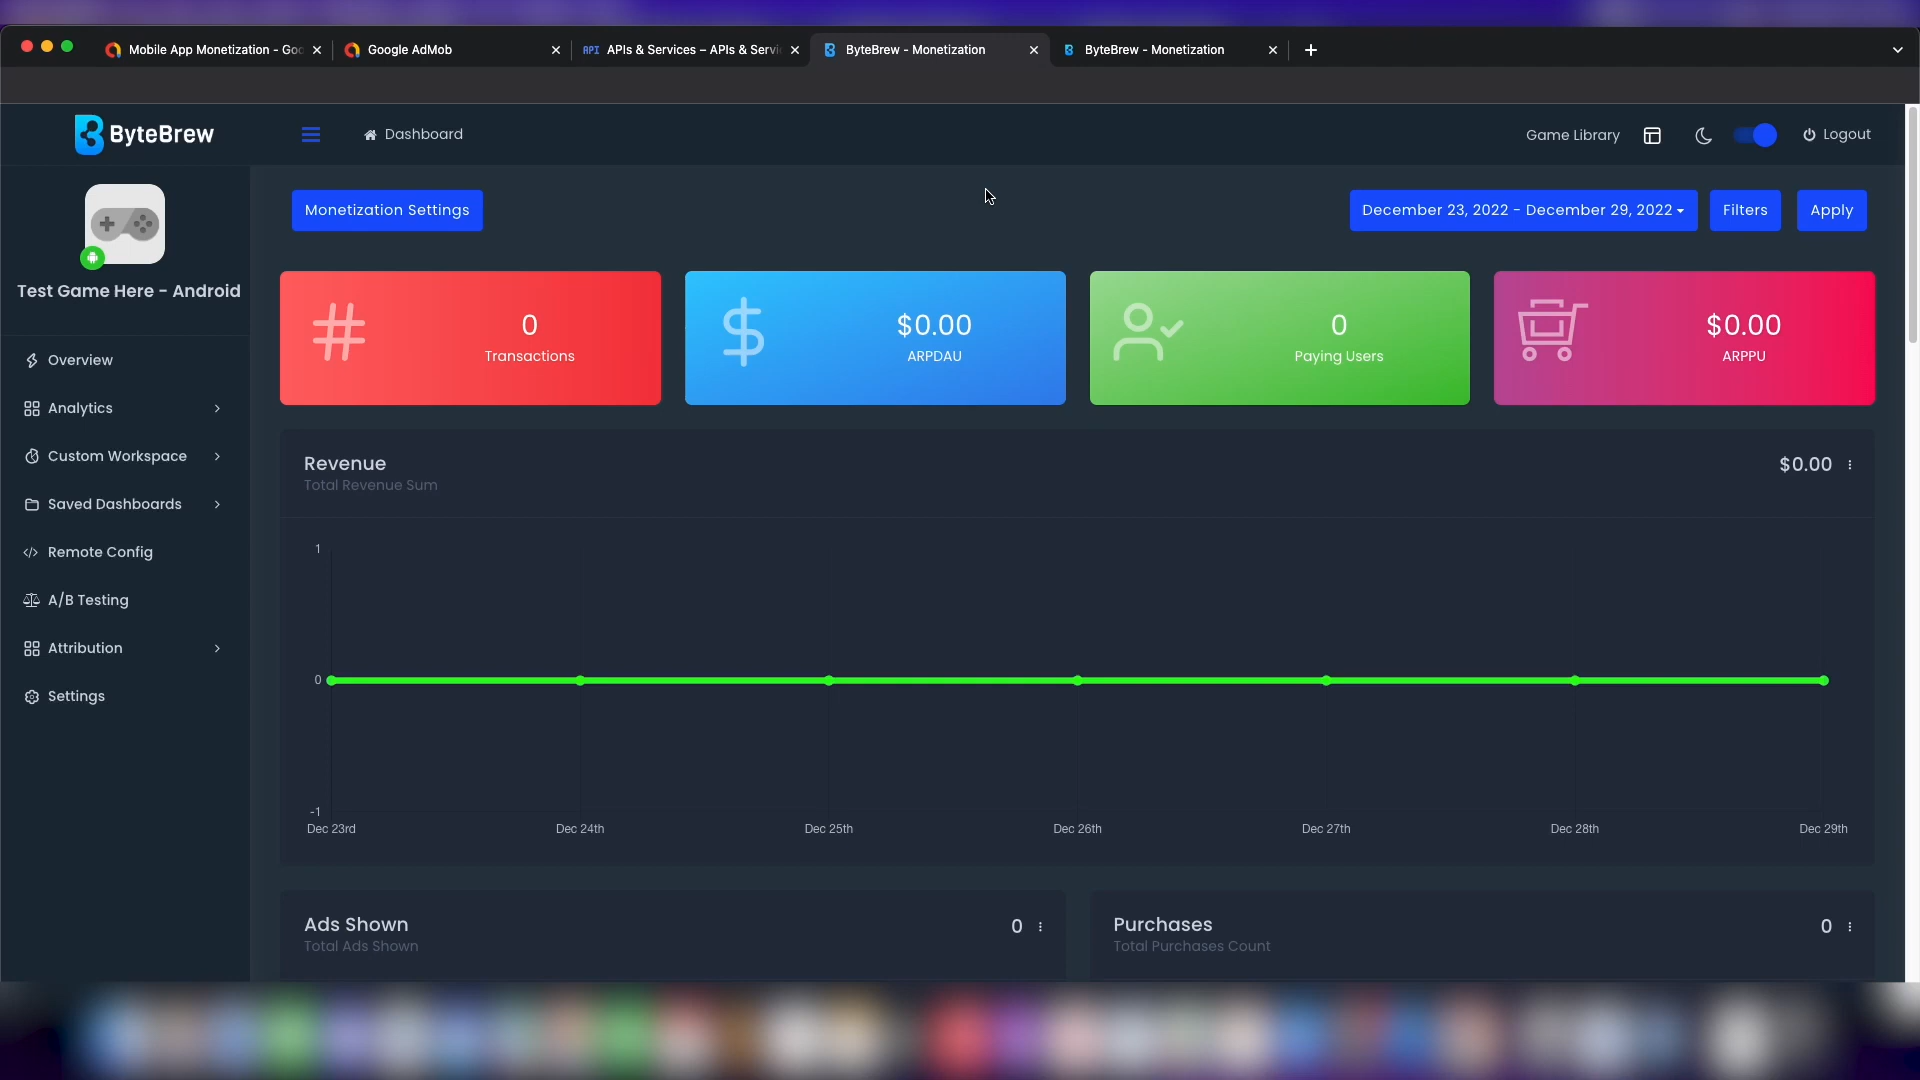 Mobile App Monetization - Goo
Google AdMob
API APIs & Services – APIs & Servic
ByteBrew - Monetization
ByteBrew - Monetization
ByteBrew
Dashboard
Game Library
Logout
Test Game Here - Android
Overview
Analytics
Custom Workspace
Saved Dashboards
Remote Config
A/B Testing
Attribution
Settings
Monetization Settings
December 23, 2022 - December 29, 2022
Filters
Apply
0
Transactions
$0.00
ARPDAU
0
Paying Users
$0.00
ARPPU
Revenue
Total Revenue Sum
$0.00
1
0
-1
Dec 23rd
Dec 24th
Dec 25th
Dec 26th
Dec 27th
Dec 28th
Dec 29th
Ads Shown
Total Ads Shown
0
Purchases
Total Purchases Count
0